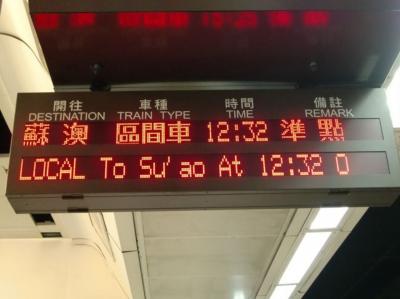 開往 車種 時間 備註
DESTINATION TRAIN TYPE TIME REMARK
蘇澳 區間車 12:32 準點
LOCAL To Su'ao At 12:32 O